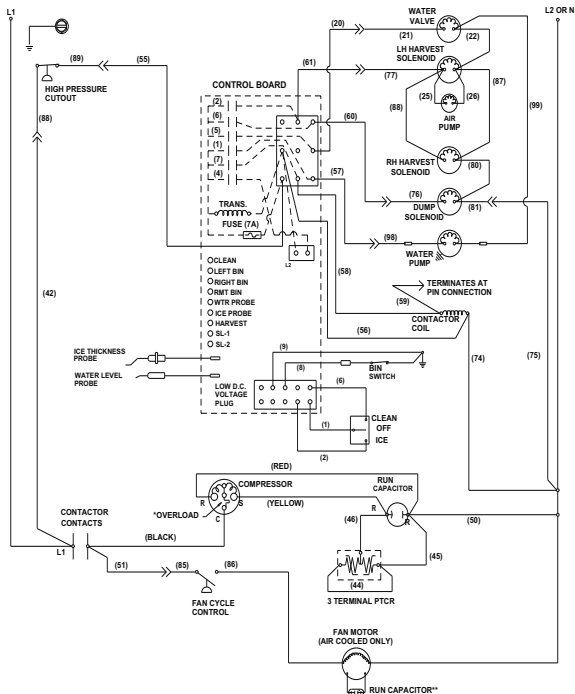 L1
L2 OR N
(20)
WATER
VALVE
(21)
(22)
(89)
(55)
HIGH PRESSURE
CUTOUT
(88)
(61)
LH HARVEST
SOLENOID
(77)
(87)
(99)
CONTROL BOARD
(2)
(6)
(5)
(1)
(7)
(4)
(60)
(88)
(25)
(26)
AIR
PUMP
(57)
RH HARVEST
SOLENOID
(80)
TRANS.
FUSE (7A)
(76)
DUMP
SOLENOID
(81)
(98)
WATER
PUMP
L2
(58)
CLEAN
LEFT BIN
RIGHT BIN
RMT BIN
WTR PROBE
ICE PROBE
HARVEST
SL-1
SL-2
TERMINATES AT
PIN CONNECTION
(59)
CONTACTOR
COIL
(42)
(56)
(74)
(75)
ICE THICKNESS
PROBE
WATER LEVEL
PROBE
(9)
(8)
BIN
SWITCH
(6)
LOW D.C.
VOLTAGE
PLUG
CLEAN
OFF
ICE
(1)
(2)
(RED)
COMPRESSOR
RUN
CAPACITOR
R
S
(YELLOW)
R
R
*OVERLOAD
C
CONTACTOR
CONTACTS
(BLACK)
L1
(46)
(50)
(45)
(44)
3 TERMINAL PTCR
(51)
(85)
(86)
FAN CYCLE
CONTROL
FAN MOTOR
(AIR COOLED ONLY)
RUN CAPACITOR**